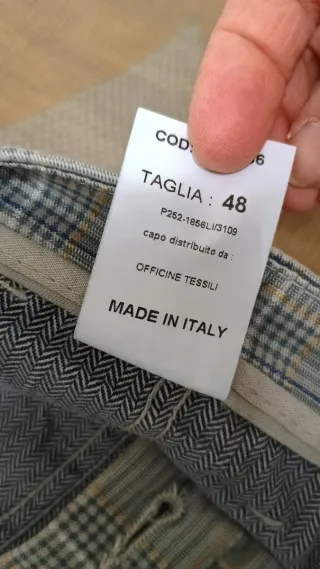 COD:
TAGLIA : 48
P252-1856LI/3109
capo distribuito da :
OFFICINE TESSILI
MADE IN ITALY